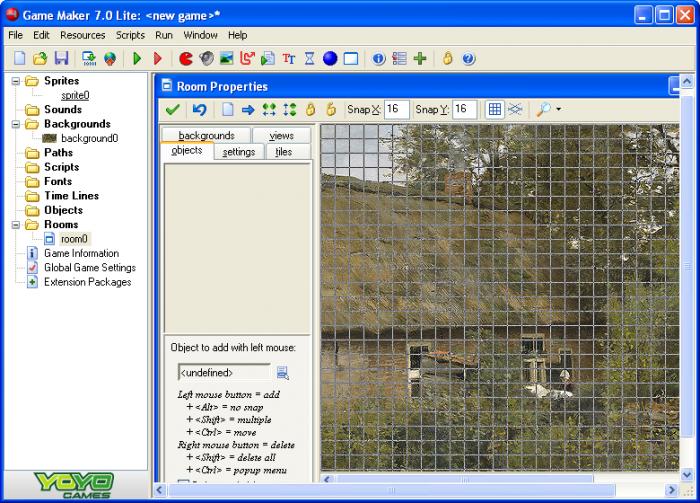 Game Maker 7.0 Lite: <new game>*
File Edit Resources Scripts Run Window Help
Sprites
sprite0
Sounds
Backgrounds
background0
Paths
Scripts
Fonts
Time Lines
Objects
Rooms
room0
Game Information
Global Game Settings
Extension Packages
YOYO
GAMES
Room Properties
Snap X: 16 Snap Y: 16
backgrounds views
objects settings tiles
Object to add with left mouse:
<undefined>
Left mouse button = add
+ <Alt> = no snap
+ <Shift> = multiple
+ <Ctrl> = move
Right mouse button = delete
+ <Shift> = delete all
+ <Ctrl> = popup menu